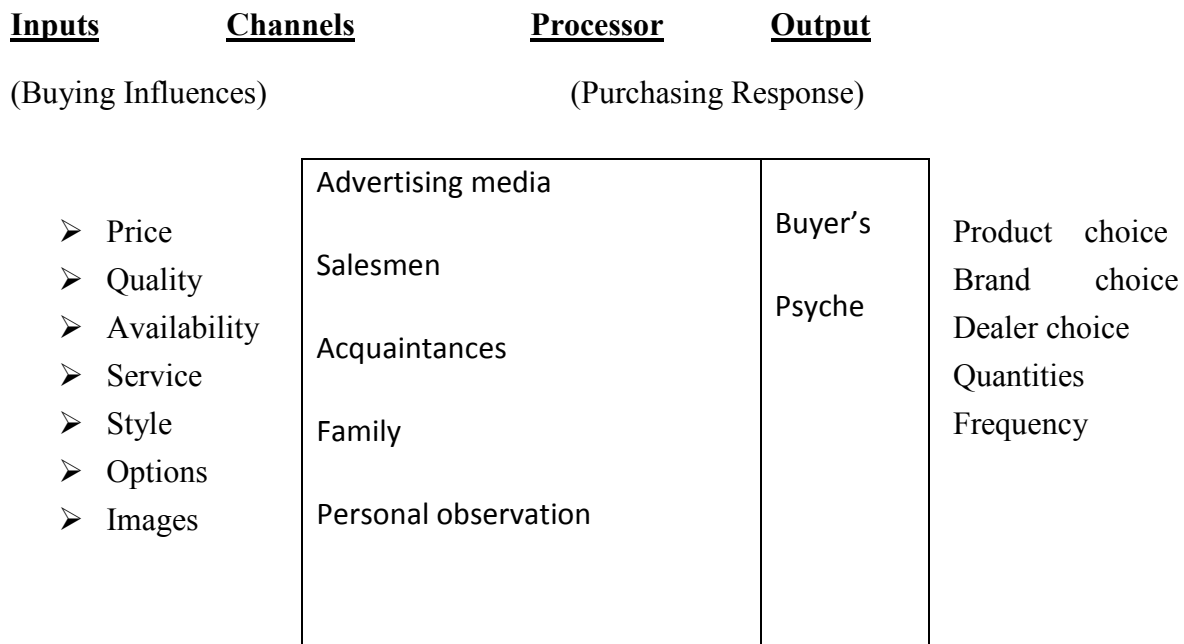 Inputs Channels Processor Output
(Buying Influences) (Purchasing Response)
➢ Price
➢ Quality
➢ Availability
➢ Service
➢ Style
➢ Options
➢ Images
Advertising media
Salesmen
Acquaintances
Family
Personal observation
Buyer’s
Psyche
Product choice
Brand choice
Dealer choice
Quantities
Frequency